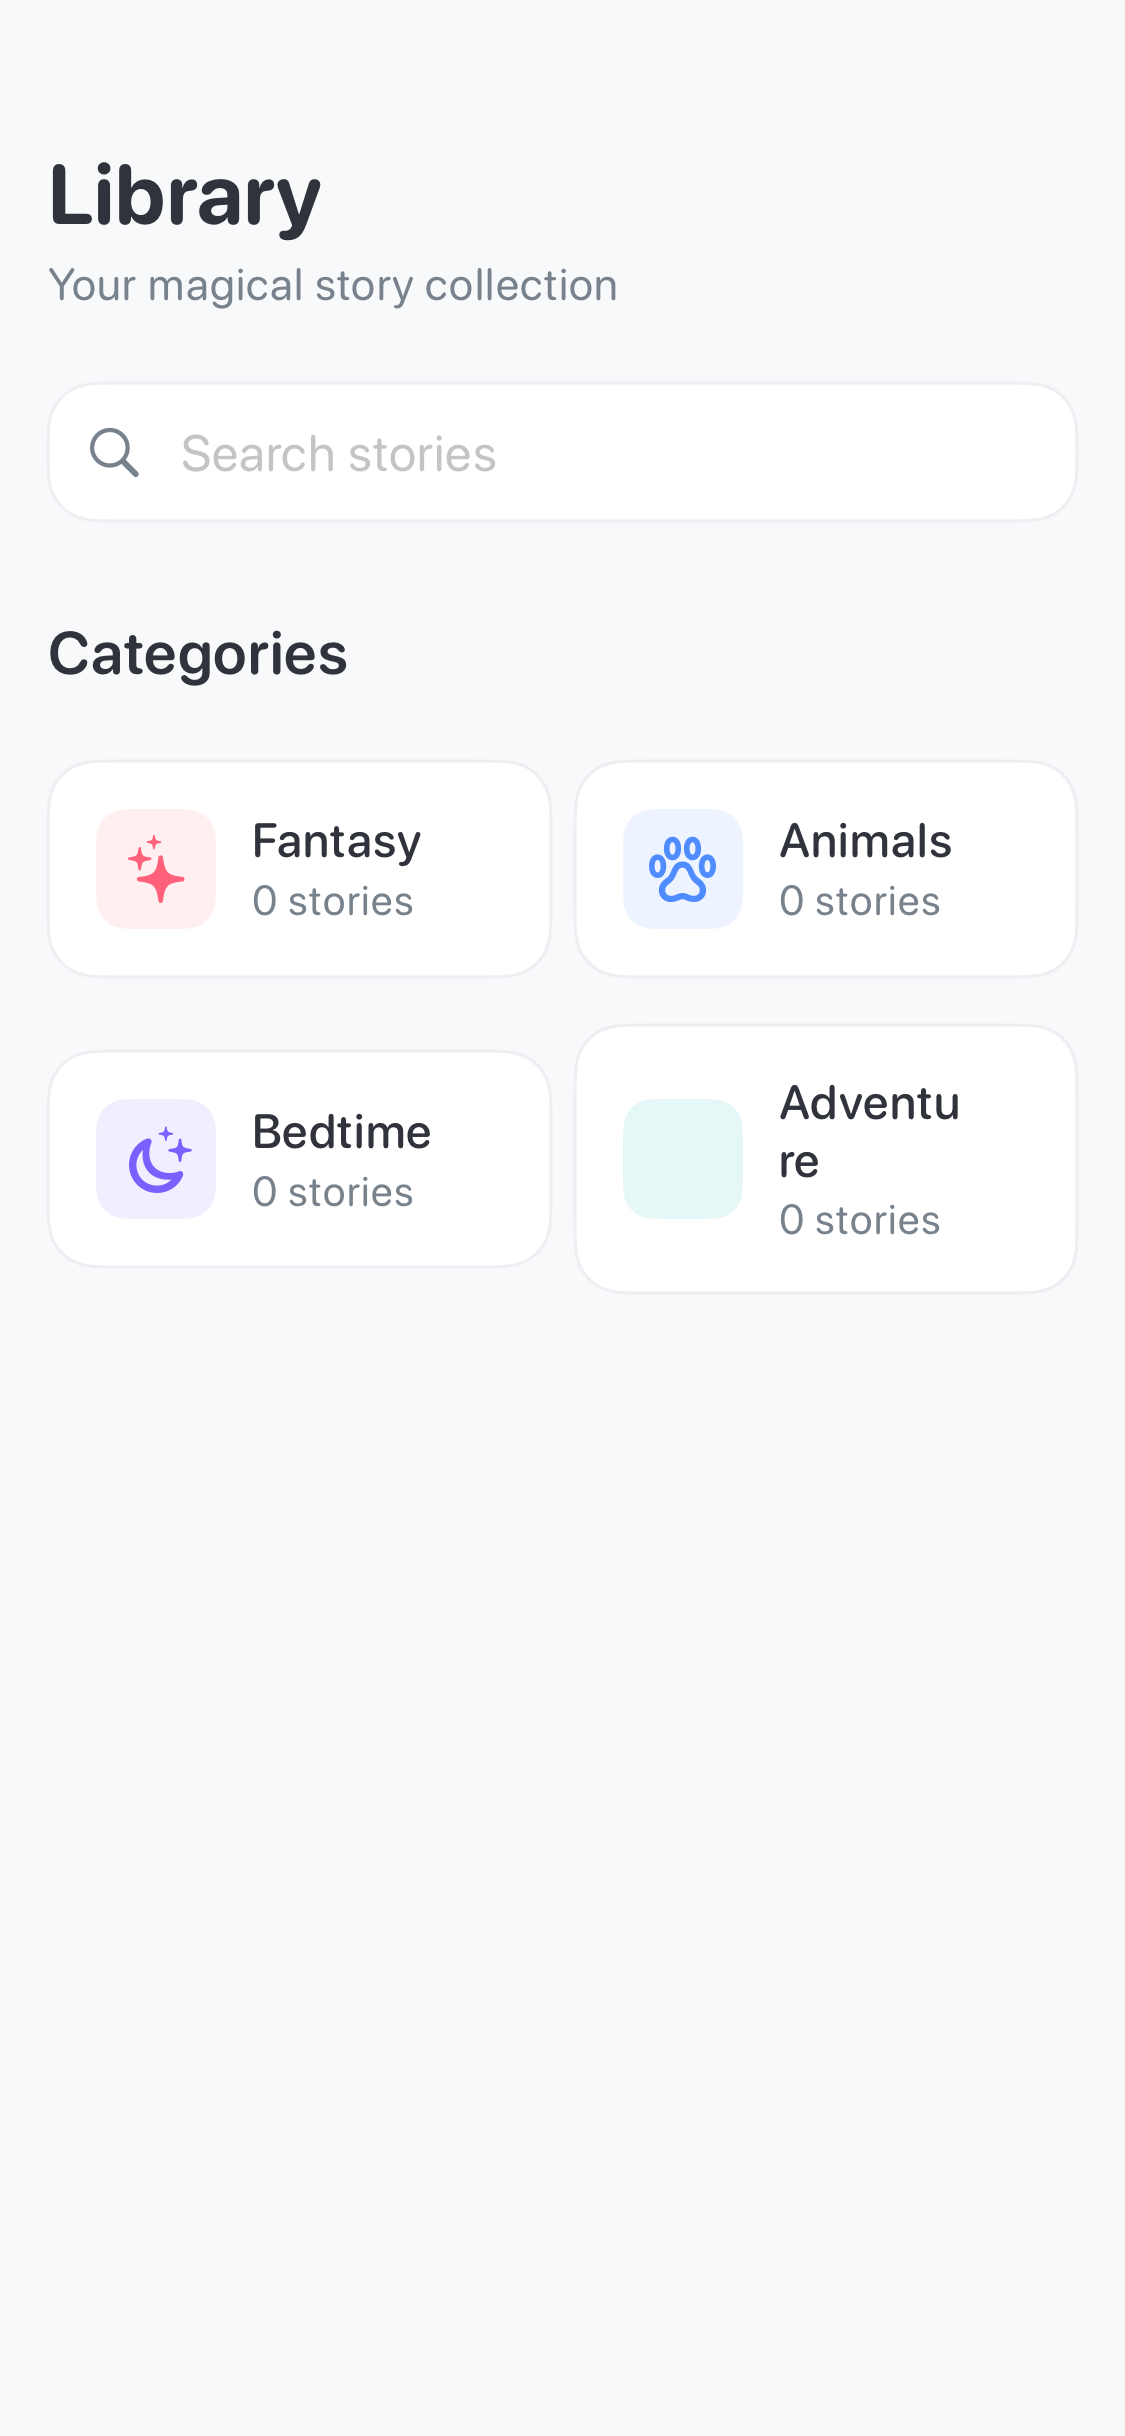 Library
Your magical story collection
Search stories
Categories
Fantasy
0 stories
Animals
0 stories
Bedtime
0 stories
Adventu
re
0 stories